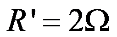 R' = 2Ω